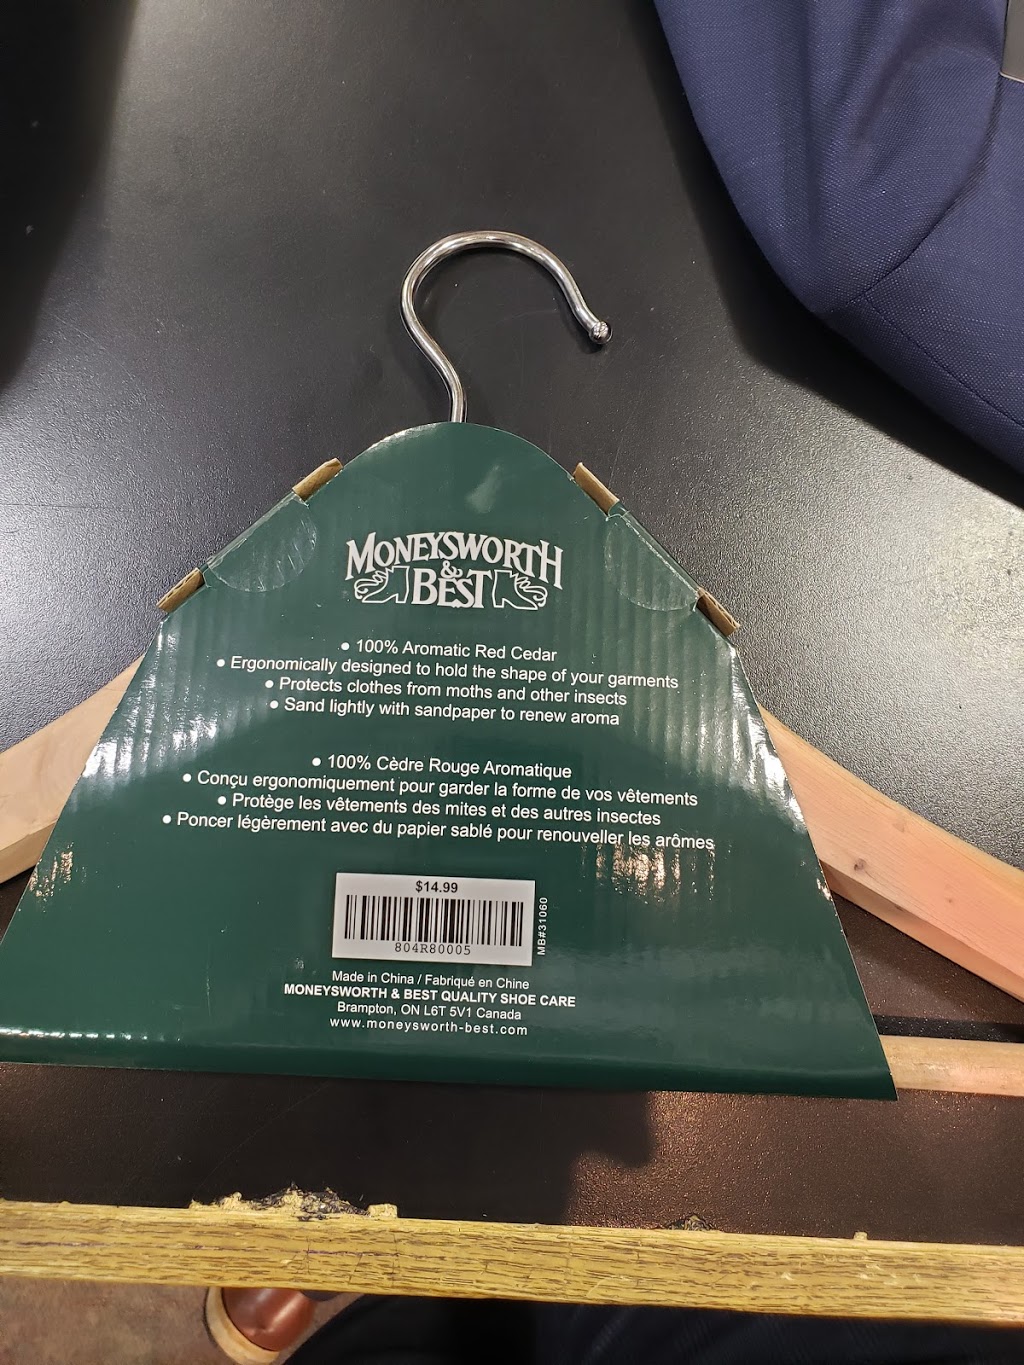 MONEYSWORTH
&
BEST
• 100% Aromatic Red Cedar
• Ergonomically designed to hold the shape of your garments
• Protects clothes from moths and other insects
• Sand lightly with sandpaper to renew aroma
• 100% Cèdre Rouge Aromatique
• Conçu ergonomiquement pour garder la forme de vos vêtements
• Protège les vêtements des mites et des autres insectes
• Poncer légèrement avec du papier sablé pour renouveller les arômes
$14.99
804R80005
MB#31060
Made in China / Fabriqué en Chine
MONEYSWORTH & BEST QUALITY SHOE CARE
Brampton, ON L6T 5V1 Canada
www.moneysworth-best.com